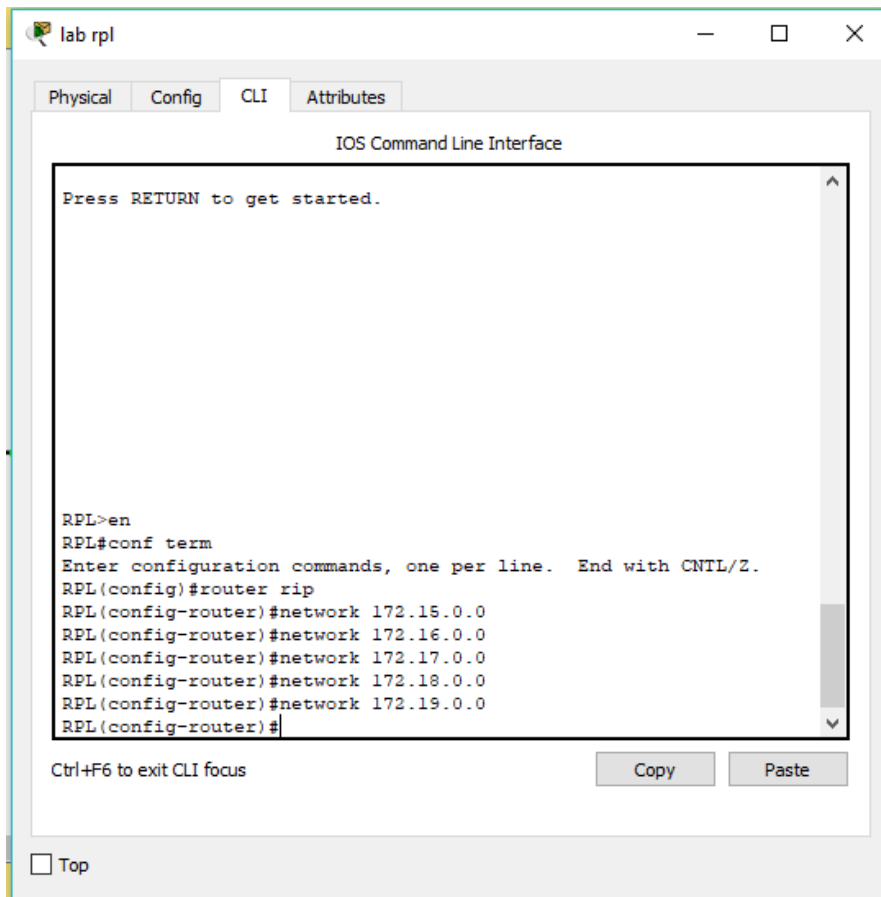 lab rpl
Physical Config CLI Attributes
IOS Command Line Interface
Press RETURN to get started.
RPL>en
RPL#conf term
Enter configuration commands, one per line.  End with CNTL/Z.
RPL(config)#router rip
RPL(config-router)#network 172.15.0.0
RPL(config-router)#network 172.16.0.0
RPL(config-router)#network 172.17.0.0
RPL(config-router)#network 172.18.0.0
RPL(config-router)#network 172.19.0.0
RPL(config-router)#
Ctrl+F6 to exit CLI focus Copy Paste
Top